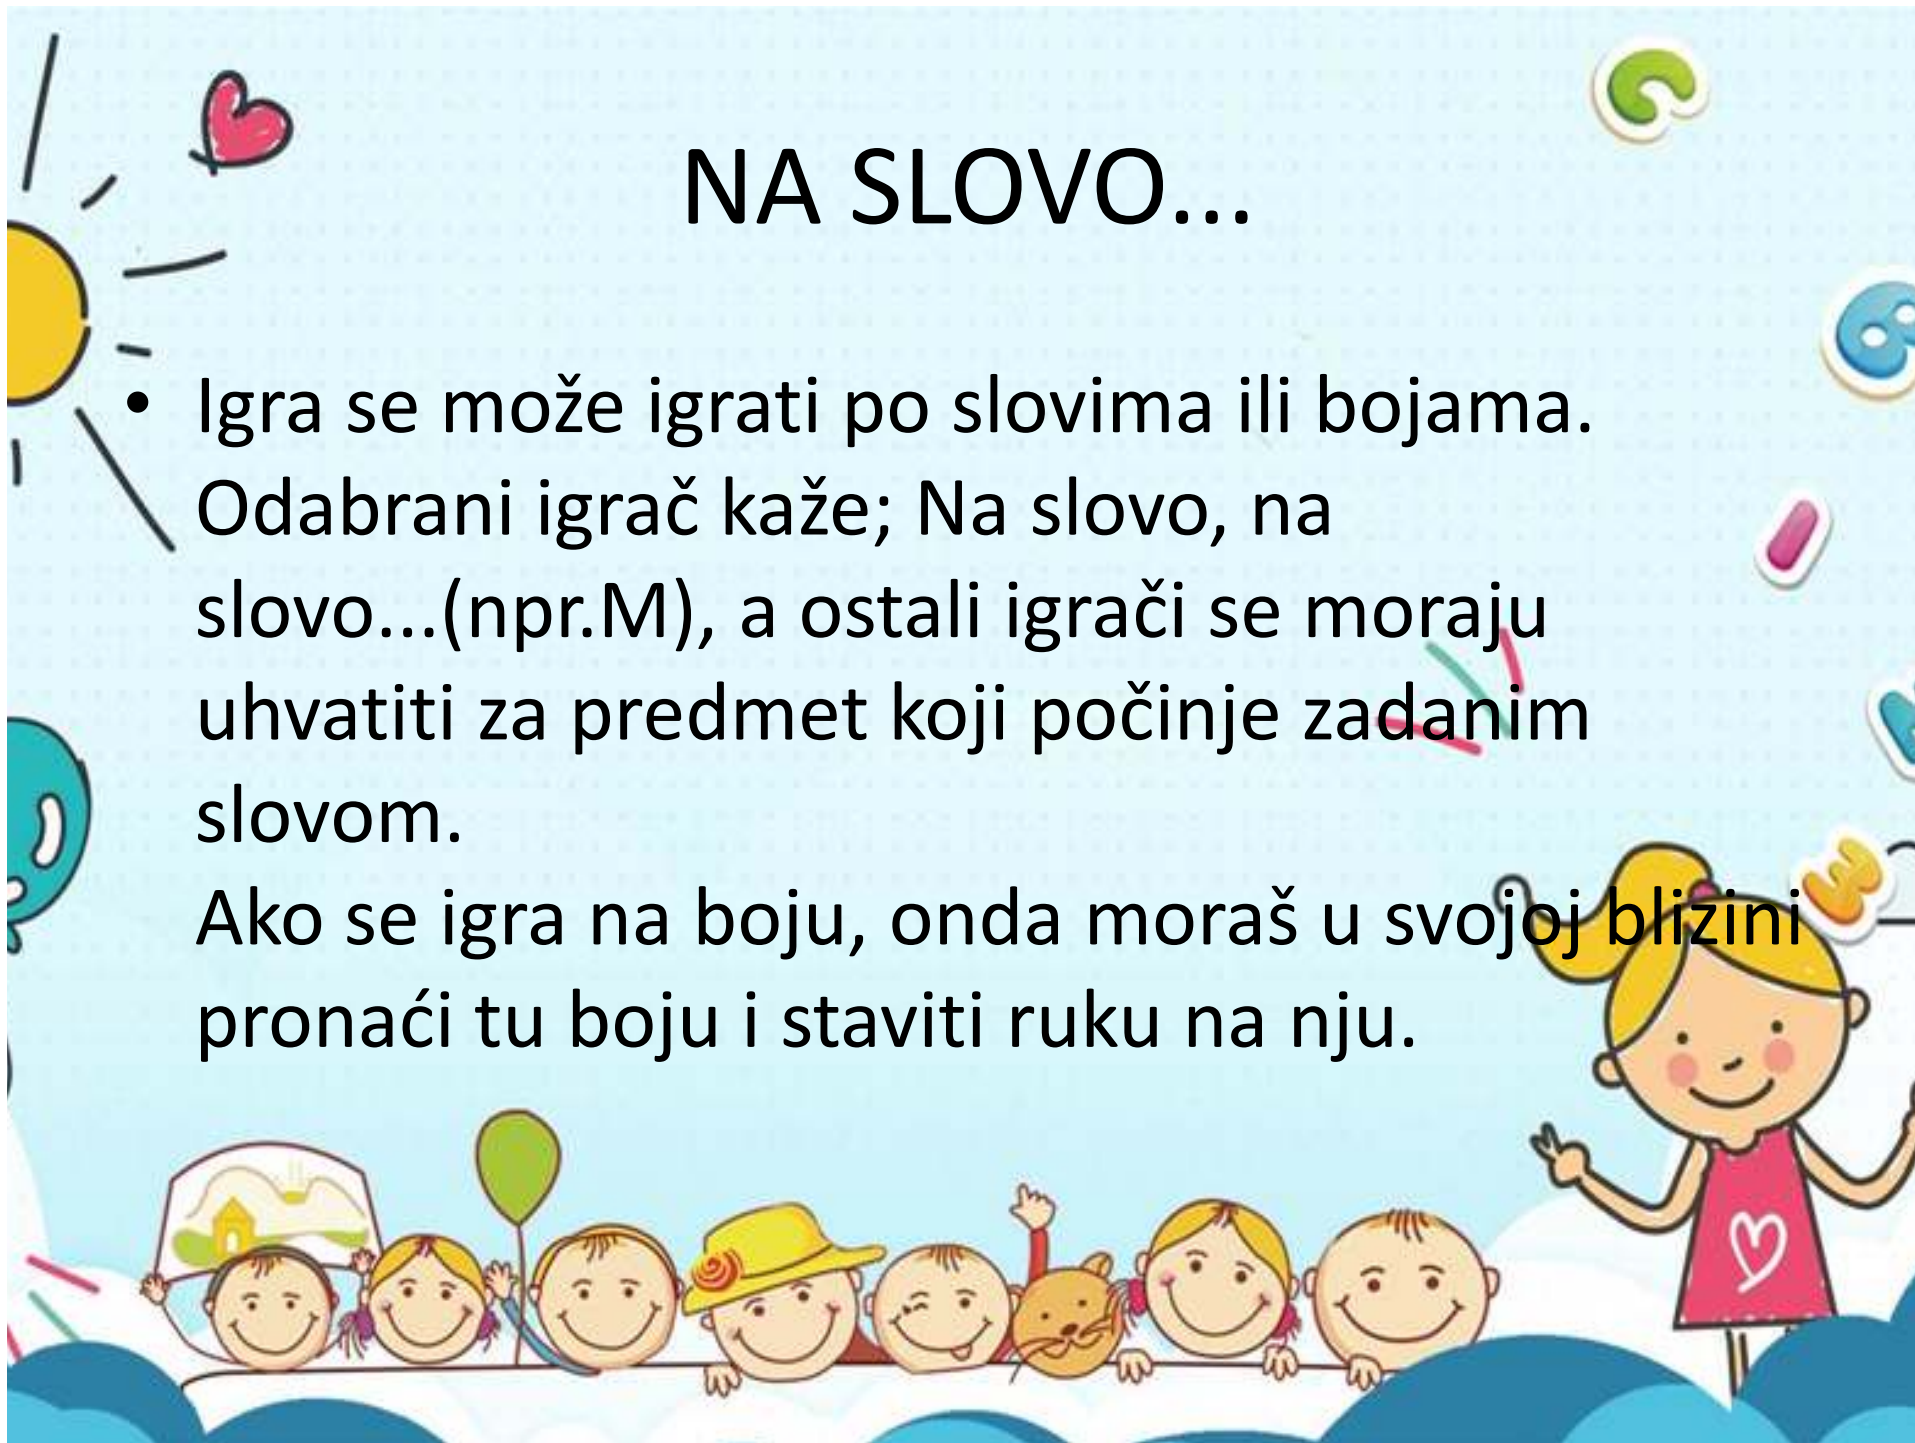 NA SLOVO...
• Igra se može igrati po slovima ili bojama.
Odabrani igrač kaže; Na slovo, na
slovo...(npr.M), a ostali igrači se moraju
uhvatiti za predmet koji počinje zadanim
slovom.
Ako se igra na boju, onda moraš u svojoj blizini
pronaći tu boju i staviti ruku na nju.